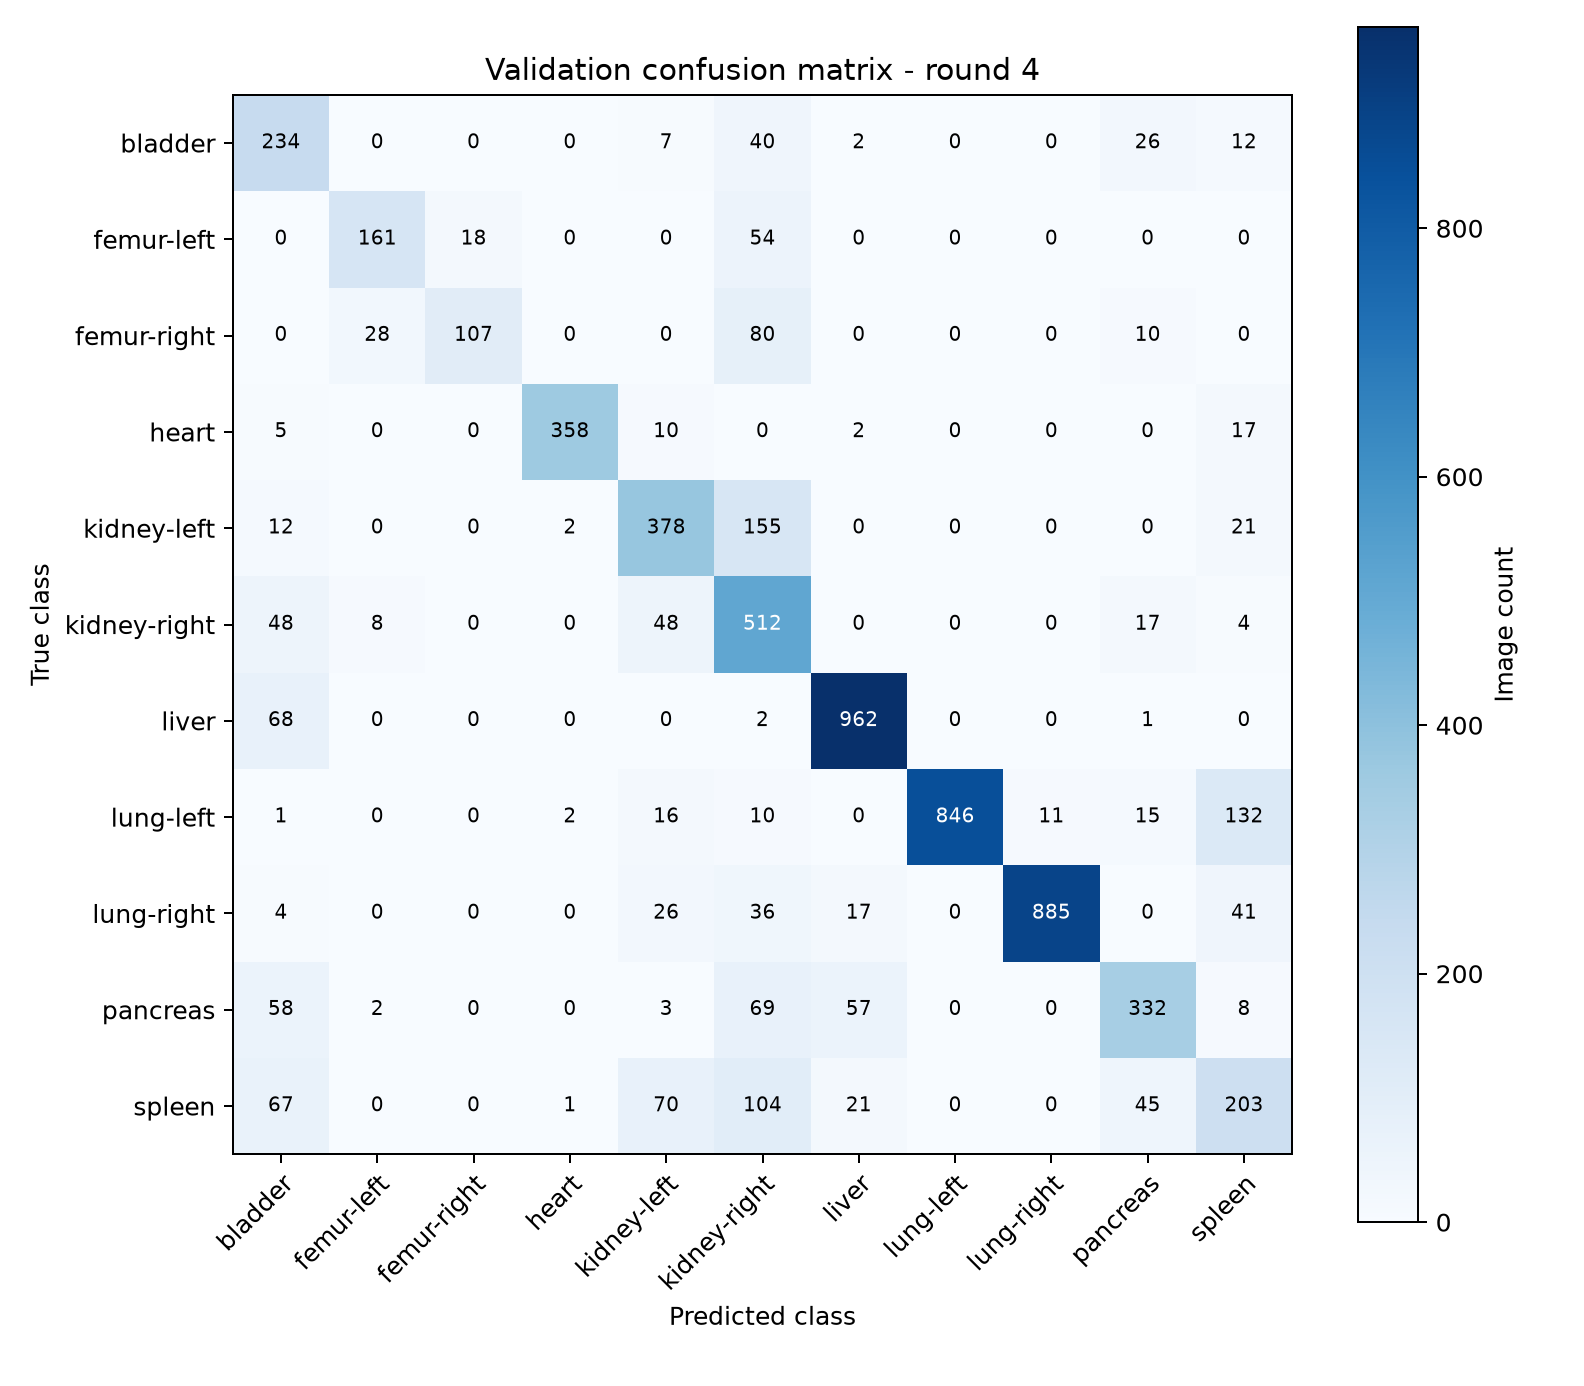 Validation confusion matrix - round 4
bladder 234 0 0 0 7 40 2 0 0 26 12
femur-left 0 161 18 0 0 54 0 0 0 0 0
femur-right 0 28 107 0 0 80 0 0 0 10 0
heart 5 0 0 358 10 0 2 0 0 0 17
kidney-left 12 0 0 2 378 155 0 0 0 0 21
kidney-right 48 8 0 0 48 512 0 0 0 17 4
liver 68 0 0 0 0 2 962 0 0 1 0
lung-left 1 0 0 2 16 10 0 846 11 15 132
lung-right 4 0 0 0 26 36 17 0 885 0 41
pancreas 58 2 0 0 3 69 57 0 0 332 8
spleen 67 0 0 1 70 104 21 0 0 45 203
True class
bladder femur-left femur-right heart kidney-left kidney-right liver lung-left lung-right pancreas spleen
Predicted class
800
600
400
200
0
Image count